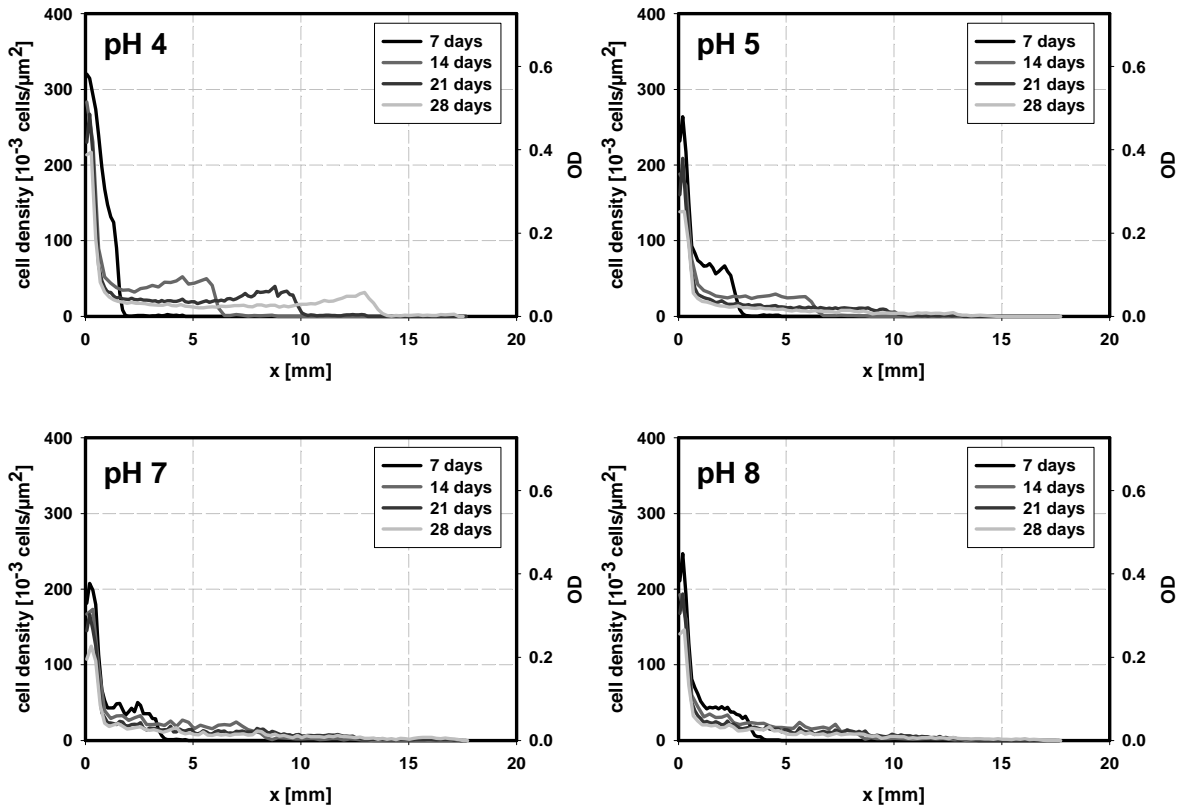 pH 4
7 days
14 days
21 days
28 days
400
300
200
100
0
0.6
0.4
0.2
0.0
cell density [10⁻³ cells/µm²]
OD
0 5 10 15 20
x [mm]
pH 5
7 days
14 days
21 days
28 days
400
300
200
100
0
0.6
0.4
0.2
0.0
cell density [10⁻³ cells/µm²]
OD
0 5 10 15 20
x [mm]
pH 7
7 days
14 days
21 days
28 days
400
300
200
100
0
0.6
0.4
0.2
0.0
cell density [10⁻³ cells/µm²]
OD
0 5 10 15 20
x [mm]
pH 8
7 days
14 days
21 days
28 days
400
300
200
100
0
0.6
0.4
0.2
0.0
cell density [10⁻³ cells/µm²]
OD
0 5 10 15 20
x [mm]